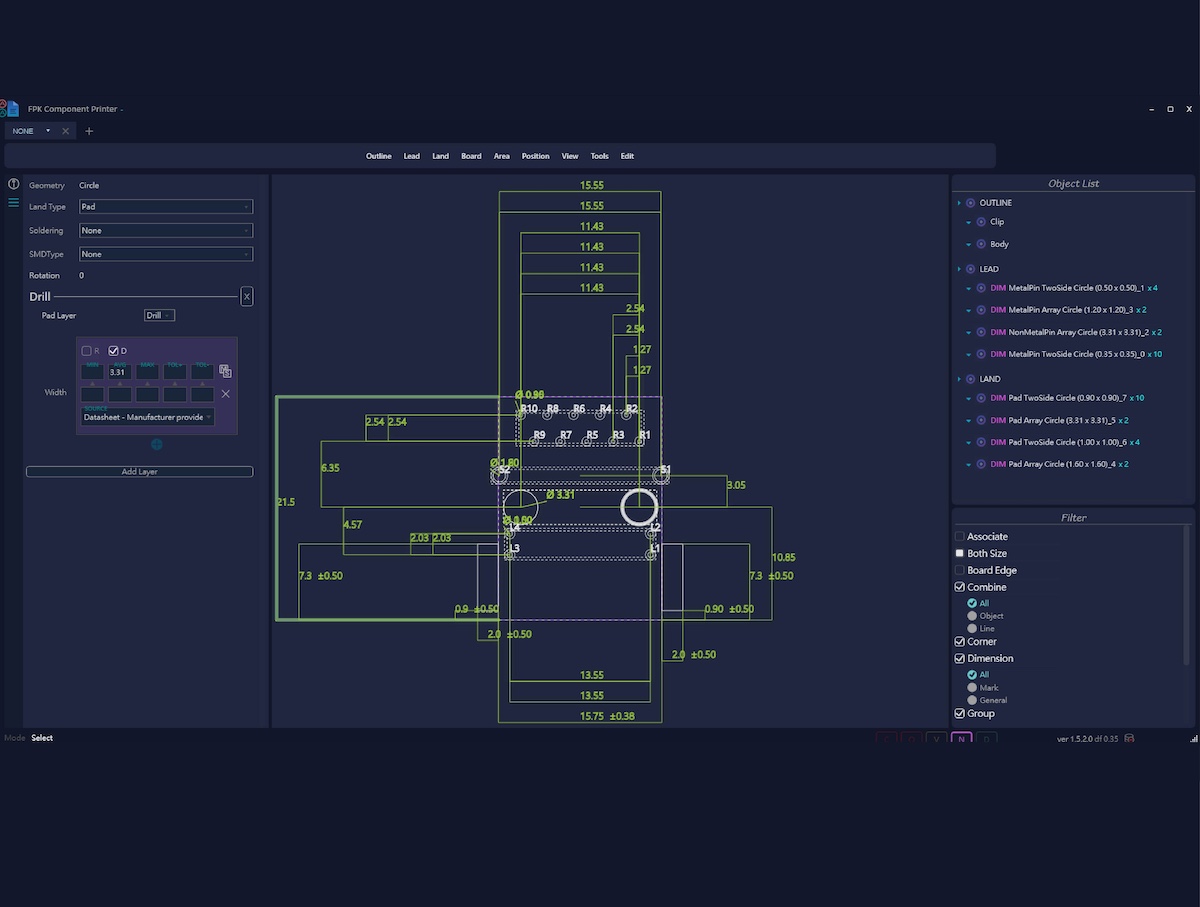 FPK Component Printer -
NONE
Outline Lead Land Board Area Position View Tools Edit
Geometry Circle
Land Type Pad
Soldering None
SMDType None
Rotation 0
Drill X
Pad Layer Drill
R D
MIN AVG MAX TOL+ TOL-
3.31
Width
SOURCE
Datasheet - Manufacturer provide
Add Layer
15.55
15.55
11.43
11.43
11.43
11.43
2.54
2.54
1.27
1.27
R10 R8 R6 R4 R2
2.54 2.54
R9 R7 R5 R3 R1
S2 S1
6.35
3.05
Ø 3.31
21.5
4.57
L4 L2
2.03 2.03
L3 L1
10.85
7.3 ±0.50
7.3 ±0.50
0.9 ±0.50
0.90 ±0.50
2.0 ±0.50
2.0 ±0.50
13.55
13.55
15.75 ±0.38
Object List
OUTLINE
Clip
Body
LEAD
DIM MetalPin TwoSide Circle (0.50 x 0.50)_1 x 4
DIM MetalPin Array Circle (1.20 x 1.20)_3 x 2
DIM NonMetalPin Array Circle (3.31 x 3.31)_2 x 2
DIM MetalPin TwoSide Circle (0.35 x 0.35)_0 x 10
LAND
DIM Pad TwoSide Circle (0.90 x 0.90)_7 x 10
DIM Pad Array Circle (3.31 x 3.31)_5 x 2
DIM Pad TwoSide Circle (1.00 x 1.00)_6 x 4
DIM Pad Array Circle (1.60 x 1.60)_4 x 2
Filter
Associate
Both Size
Board Edge
Combine
All
Object
Line
Corner
Dimension
All
Mark
General
Group
Mode Select
V N
ver 1.5.2.0 df 0.35